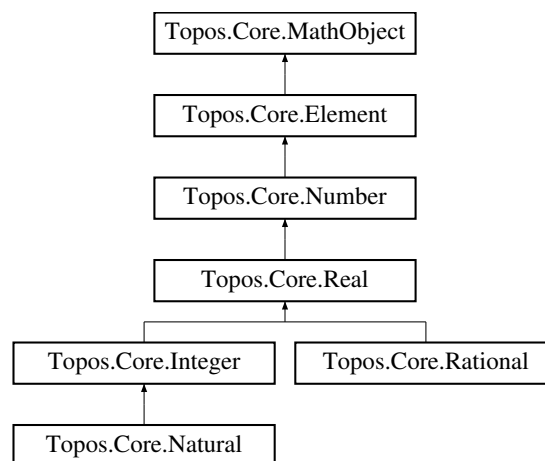 Topos.Core.MathObject
Topos.Core.Element
Topos.Core.Number
Topos.Core.Real
Topos.Core.Integer
Topos.Core.Rational
Topos.Core.Natural